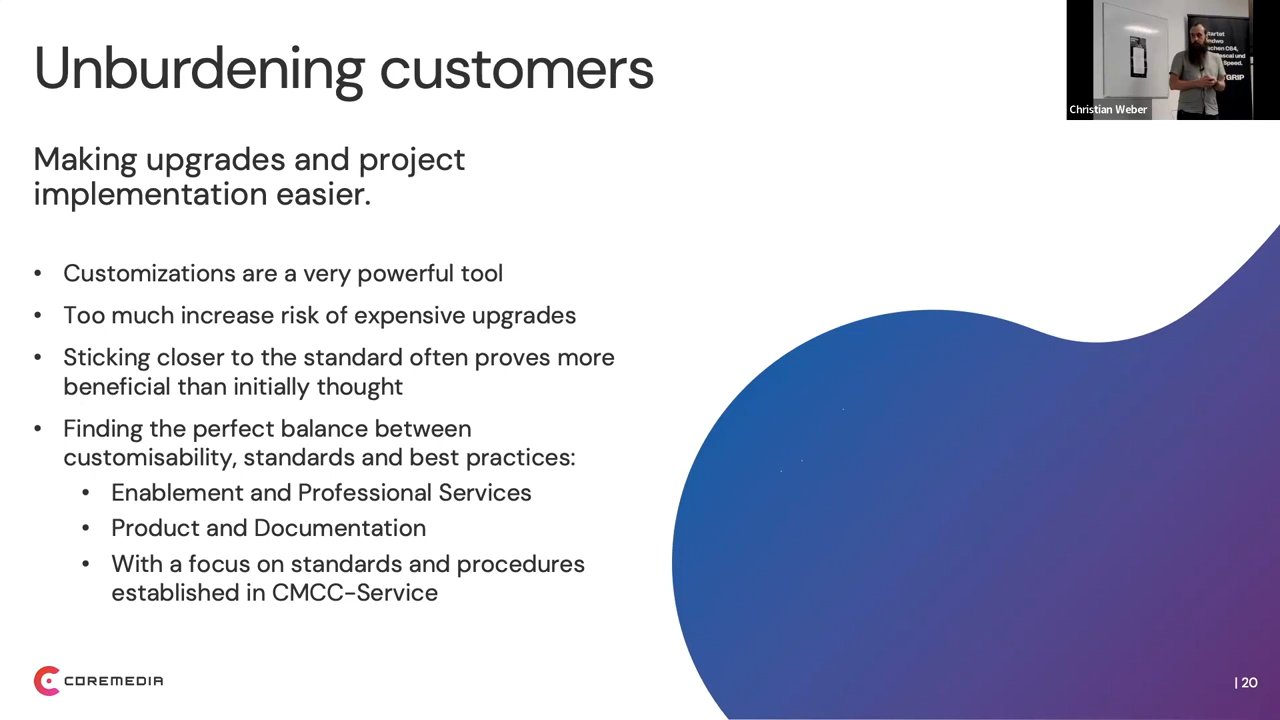 Unburdening customers
Making upgrades and project
implementation easier.
• Customizations are a very powerful tool
• Too much increase risk of expensive upgrades
• Sticking closer to the standard often proves more
beneficial than initially thought
• Finding the perfect balance between
customisability, standards and best practices:
• Enablement and Professional Services
• Product and Documentation
• With a focus on standards and procedures
established in CMCC-Service
COREMEDIA
| 20
Christian Weber
GRIP